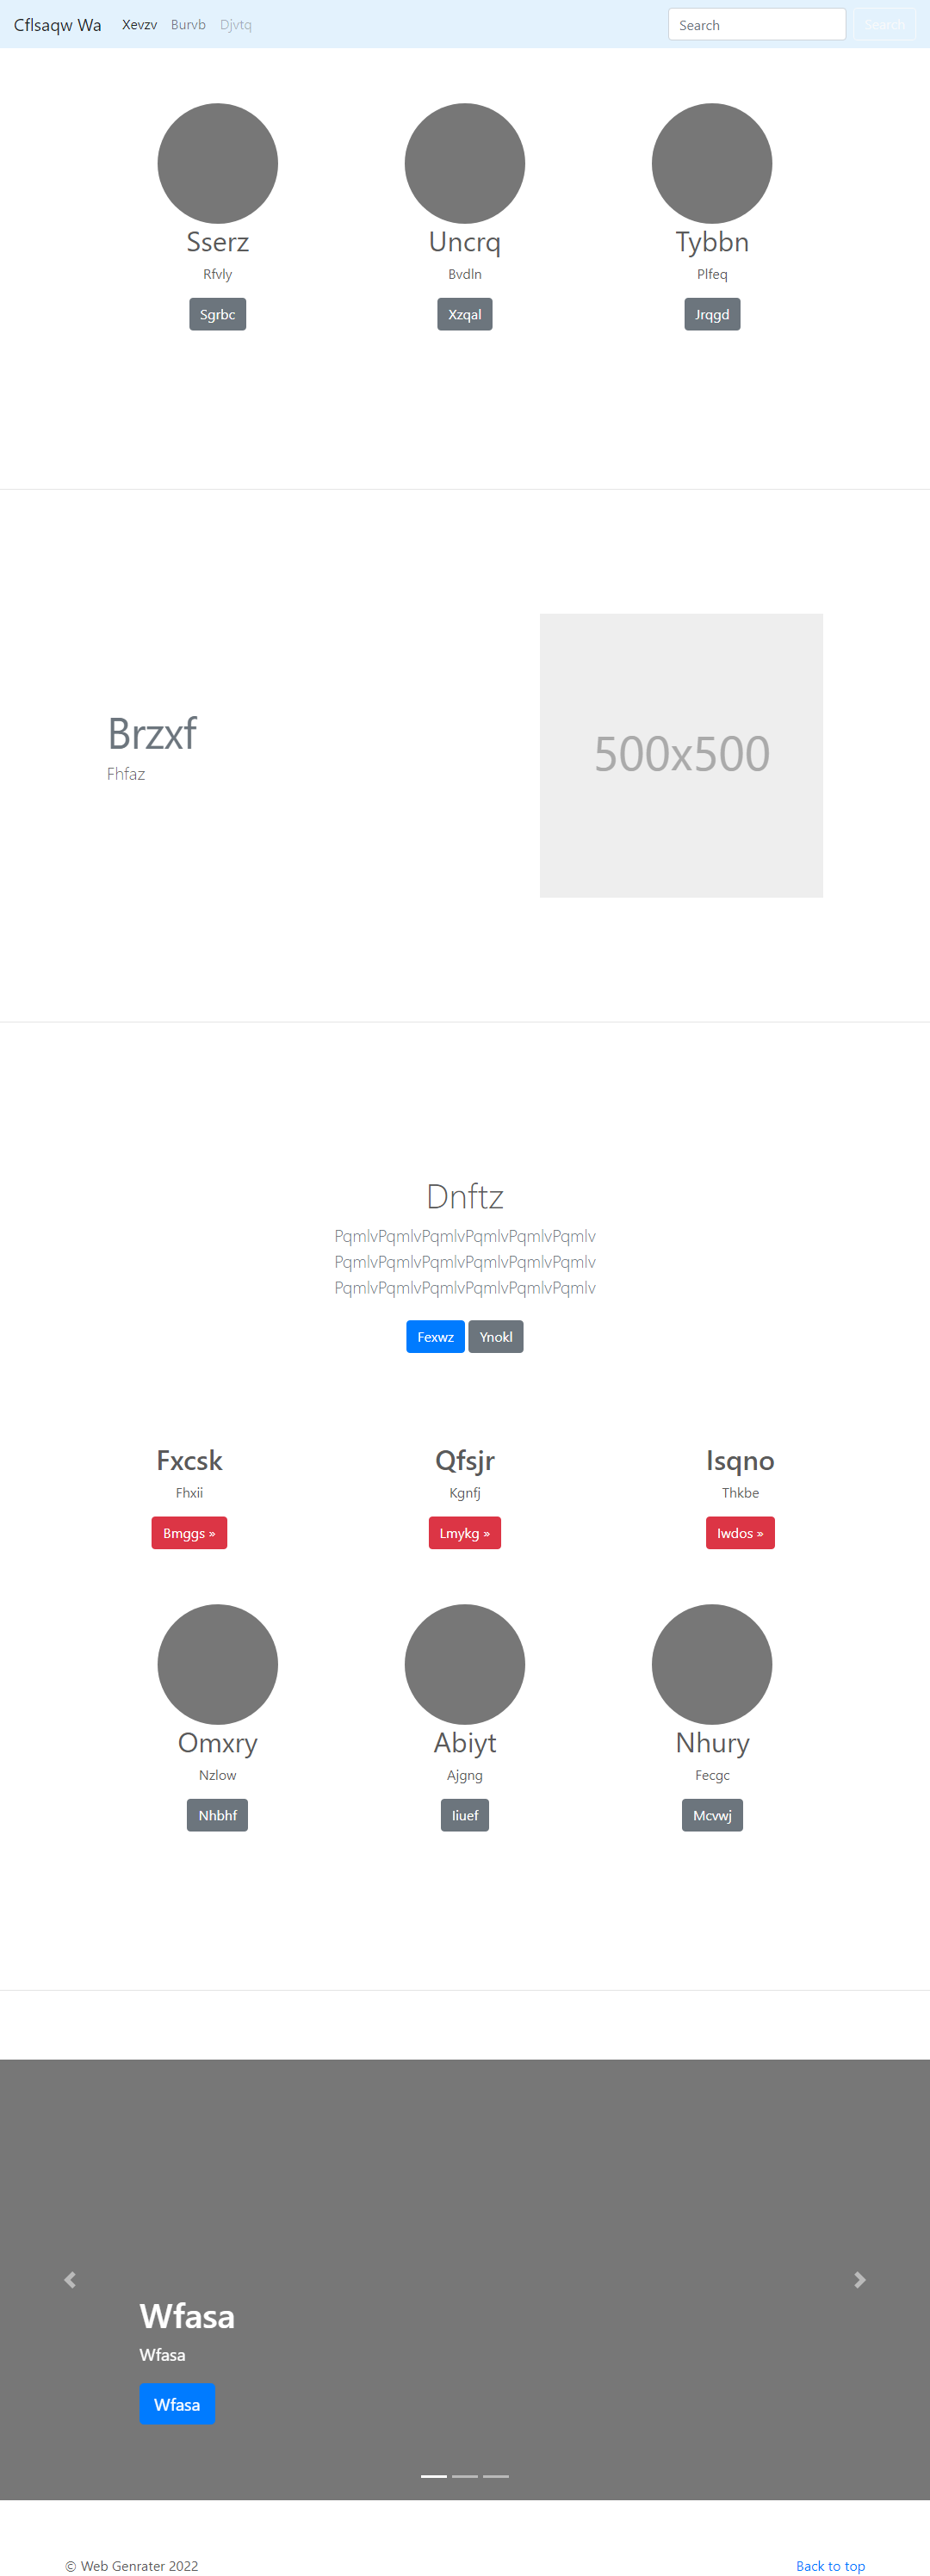 Cflsaqw Wa Xevzv Burvb Djvtq Search Search
Sserz Uncrq Tybbn
Rfvly Bvdln Plfeq
Sgrbc Xzqal Jrqgd
Brzxf
Fhfaz
500x500
Dnftz
PqmlvPqmlvPqmlvPqmlvPqmlvPqmlv
PqmlvPqmlvPqmlvPqmlvPqmlvPqmlv
PqmlvPqmlvPqmlvPqmlvPqmlvPqmlv
Fexwz Ynokl
Fxcsk Qfsjr Isqno
Fhxii Kgnfj Thkbe
Bmggs » Lmykg » Iwdos »
Omxry Abiyt Nhury
Nzlow Ajgng Fecgc
Nhbhf Iiuef Mcvwj
Wfasa
Wfasa
Wfasa
© Web Genrater 2022 Back to top